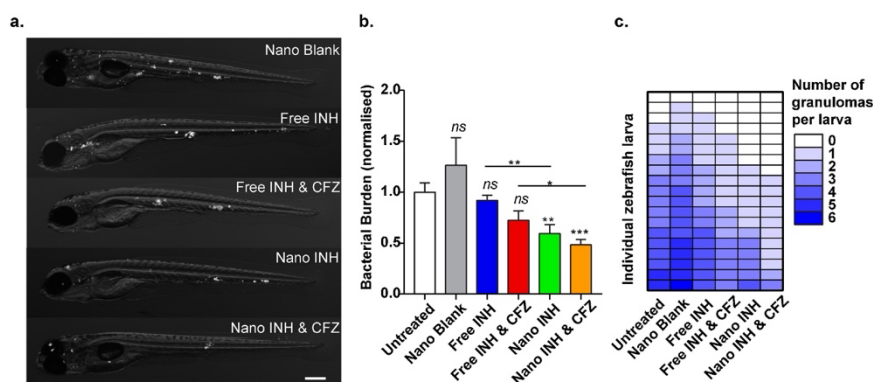 a.
Nano Blank
Free INH
Free INH & CFZ
Nano INH
Nano INH & CFZ
b.
Bacterial Burden (normalised)
2.0
1.5
1.0
0.5
0.0
ns
ns
ns
**
*
**
***
Untreated
Nano Blank
Free INH
Free INH & CFZ
Nano INH
Nano INH & CFZ
c.
Individual zebrafish larva
Untreated
Nano Blank
Free INH
Free INH & CFZ
Nano INH
Nano INH & CFZ
Number of
granulomas
per larva
0
1
2
3
4
5
6